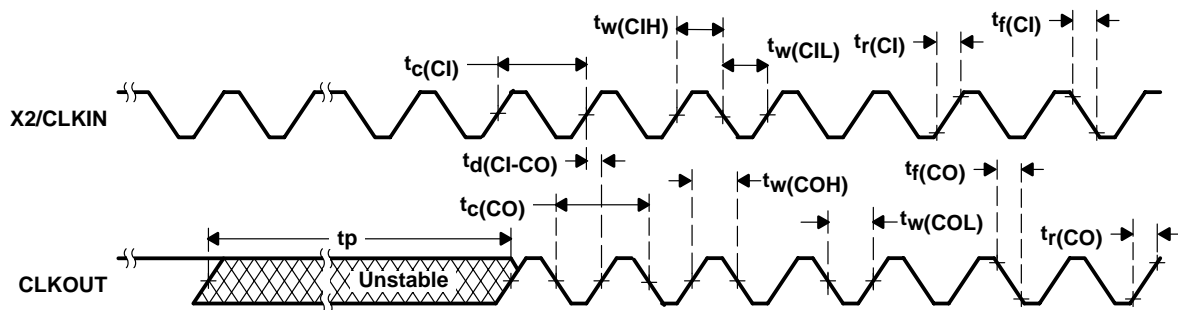 tw(CIH)
tf(CI)
tr(CI)
tw(CIL)
tc(CI)
X2/CLKIN
td(CI-CO)
tf(CO)
tw(COH)
tc(CO)
tw(COL)
tr(CO)
tp
Unstable
CLKOUT